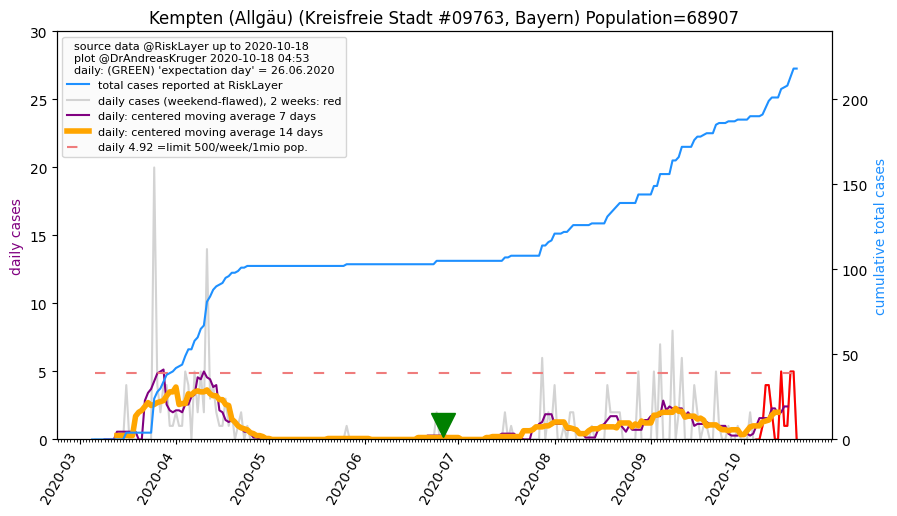 Kempten (Allgäu) (Kreisfreie Stadt #09763, Bayern) Population=68907
source data @RiskLayer up to 2020-10-18
plot @DrAndreasKruger 2020-10-18 04:53
daily: (GREEN) 'expectation day' = 26.06.2020
total cases reported at RiskLayer
daily cases (weekend-flawed), 2 weeks: red
daily: centered moving average 7 days
daily: centered moving average 14 days
daily 4.92 =limit 500/week/1mio pop.
daily cases
30
25
20
15
10
5
0
cumulative total cases
200
150
100
50
0
2020-03
2020-04
2020-05
2020-06
2020-07
2020-08
2020-09
2020-10